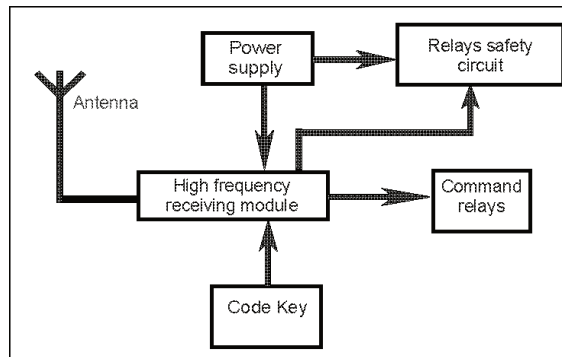 Power
supply
Relays safety
circuit
Antenna
High frequency
receiving module
Command
relays
Code Key